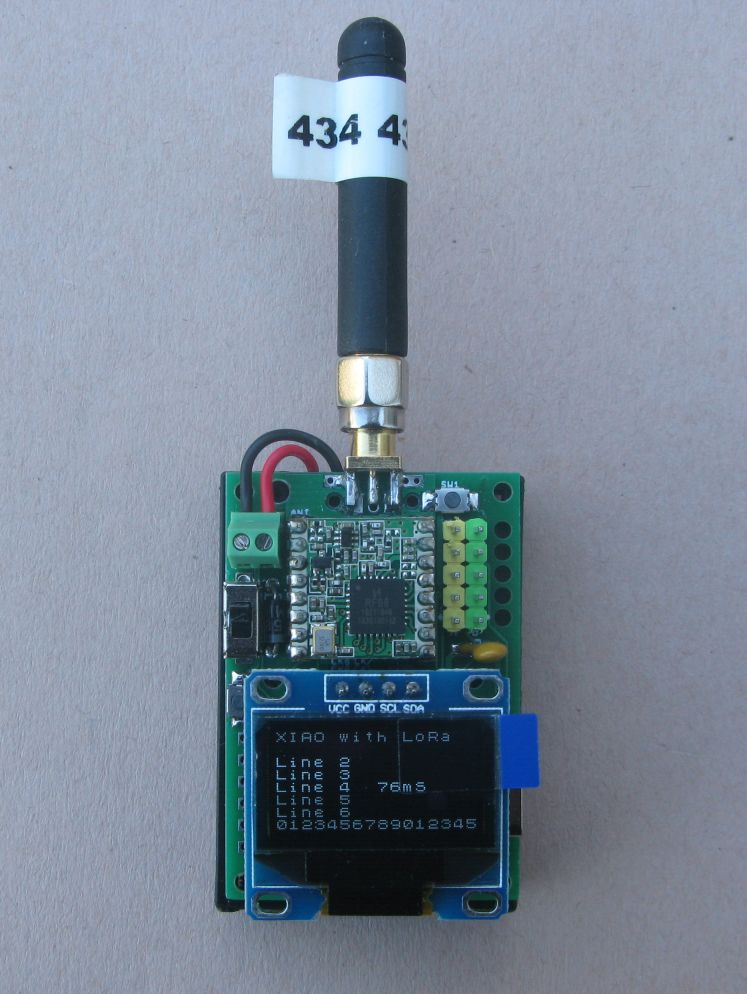 434 43
SW1
ANT
RF96
VCC GND SCL SDA
XIAO with LoRa
Line 2
Line 3
Line 4 76mS
Line 5
Line 6
0123456789012345